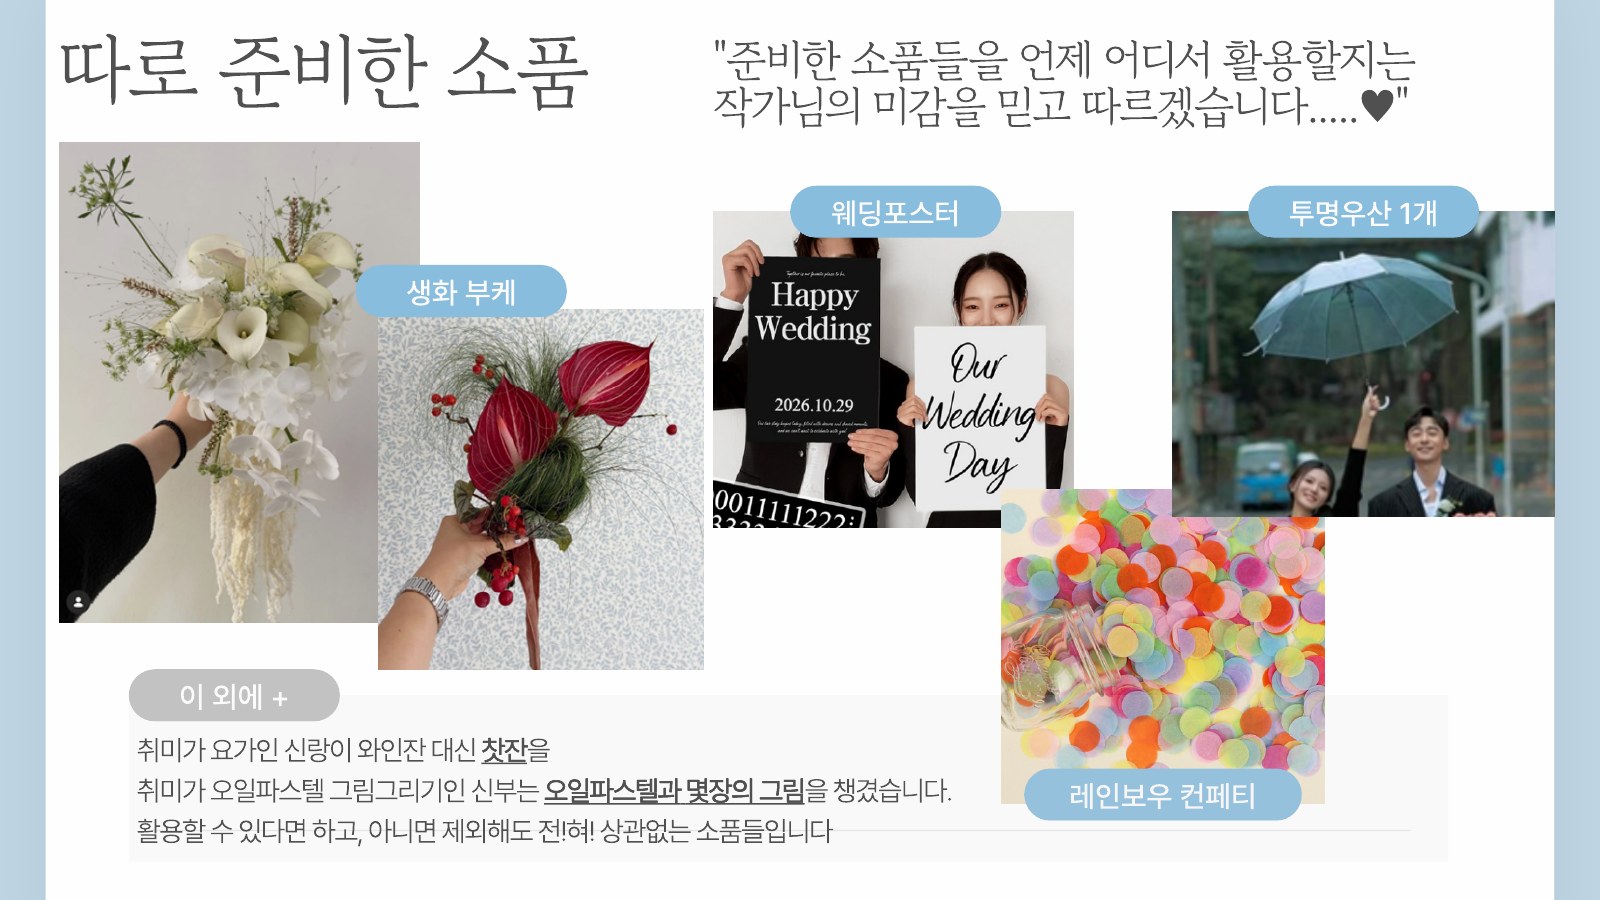 따로 준비한 소품
"준비한 소품들을 언제 어디서 활용할지는
작가님의 미감을 믿고 따르겠습니다.....♥"
생화 부케
웨딩포스터
Happy
Wedding
2026.10.29
Our
Wedding
Day
00111112222:
투명우산 1개
레인보우 컨페티
이 외에 +
취미가 요가인 신랑이 와인잔 대신 찻잔을
취미가 오일파스텔 그림그리기인 신부는 오일파스텔과 몇장의 그림을 챙겼습니다.
활용할 수 있다면 하고, 아니면 제외해도 전!혀! 상관없는 소품들입니다